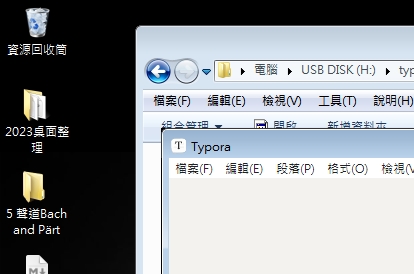 資源回收筒
2023桌面整
理
5 聲道Bach
and Pärt
電腦 USB DISK (H:) typ
檔案(F) 編輯(E) 檢視(V) 工具(T) 說明(H)
組合管理 開啟 新增資料夾
T Typora
檔案(F) 編輯(E) 段落(P) 格式(O) 檢視(V